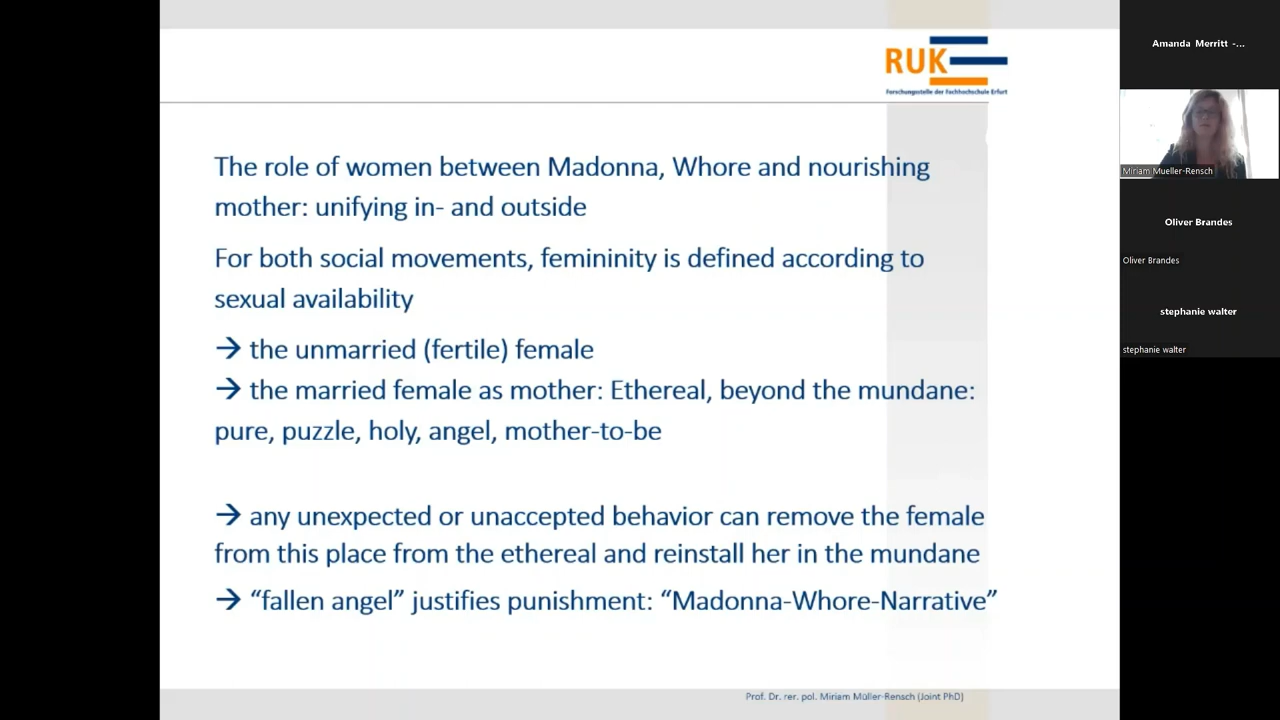 RUK
Forschungsstelle der Fachhochschule Erfurt
The role of women between Madonna, Whore and nourishing
mother: unifying in- and outside
For both social movements, femininity is defined according to
sexual availability
→ the unmarried (fertile) female
→ the married female as mother: Ethereal, beyond the mundane:
pure, puzzle, holy, angel, mother-to-be
→ any unexpected or unaccepted behavior can remove the female
from this place from the ethereal and reinstall her in the mundane
→ “fallen angel” justifies punishment: “Madonna-Whore-Narrative”
Prof. Dr. rer. pol. Miriam Müller-Rensch (Joint PhD)
Amanda Merritt -...
Miriam Mueller-Rensch
Oliver Brandes
Oliver Brandes
stephanie walter
stephanie walter